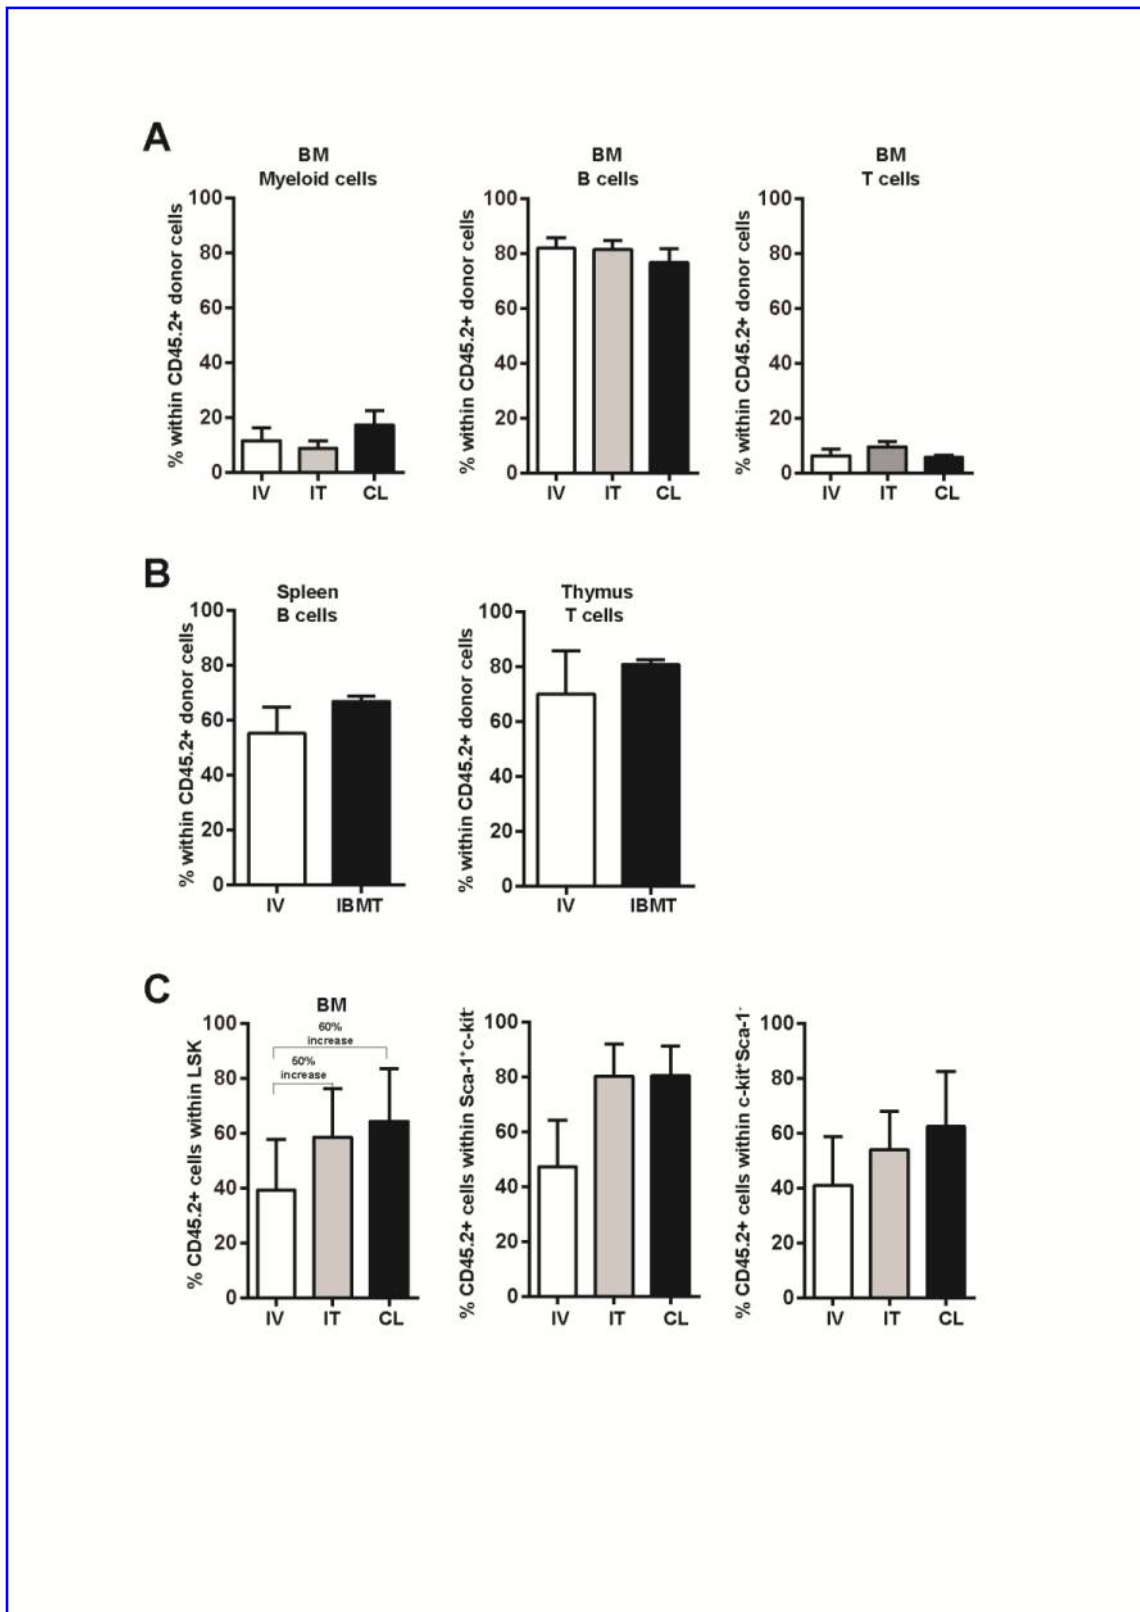 A
BM
Myeloid cells
% within CD45.2+ donor cells
100
80
60
40
20
0
IV IT CL
BM
B cells
% within CD45.2+ donor cells
100
80
60
40
20
0
IV IT CL
BM
T cells
% within CD45.2+ donor cells
100
80
60
40
20
0
IV IT CL
B
Spleen
B cells
% within CD45.2+ donor cells
100
80
60
40
20
0
IV IBMT
Thymus
T cells
% within CD45.2+ donor cells
100
80
60
40
20
0
IV IBMT
C
BM
% CD45.2+ cells within LSK
100
80
60
40
20
0
60%
increase
50%
increase
IV IT CL
% CD45.2+ cells within Sca-1⁺c-kit⁻
100
80
60
40
20
0
IV IT CL
% CD45.2+ cells within c-kit⁺Sca-1⁻
100
80
60
40
20
0
IV IT CL